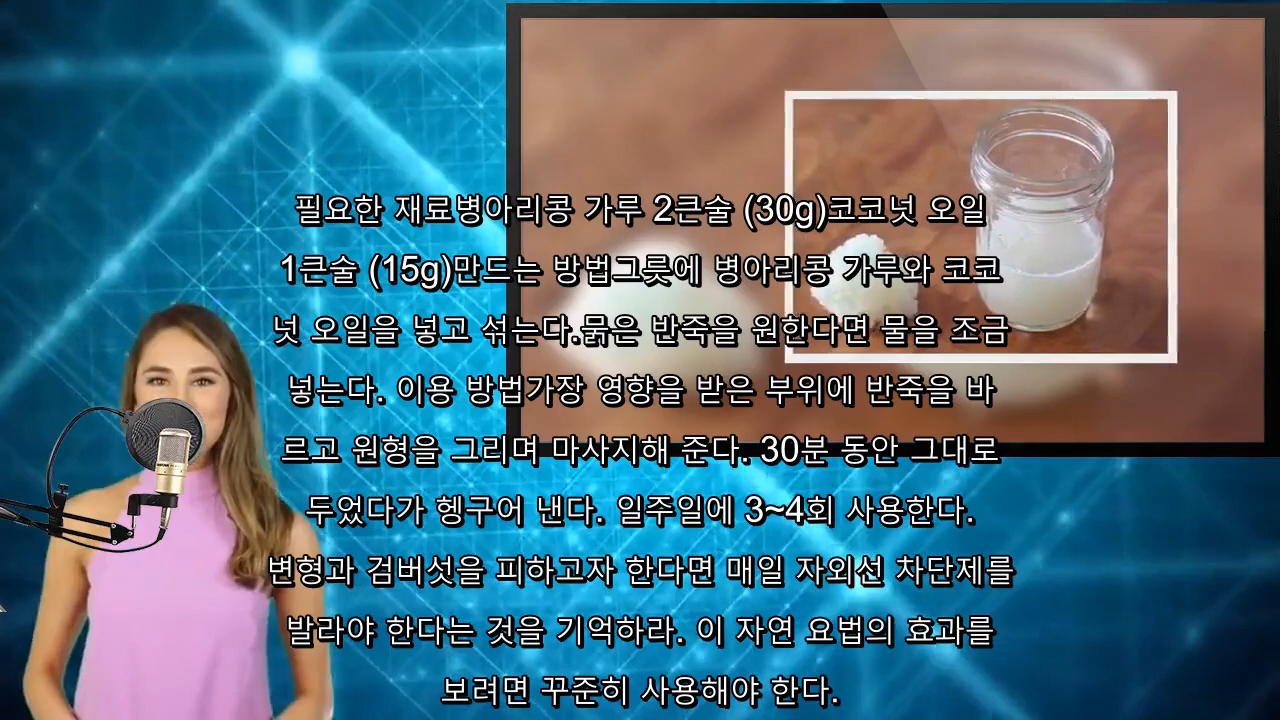 필요한 재료병아리콩 가루 2큰술 (30g)코코넛 오일
1큰술 (15g)만드는 방법그릇에 병아리콩 가루와 코코
넛 오일을 넣고 섞는다.묽은 반죽을 원한다면 물을 조금
넣는다. 이용 방법가장 영향을 받은 부위에 반죽을 바
르고 원형을 그리며 마사지해 준다. 30분 동안 그대로
두었다가 헹구어 낸다. 일주일에 3~4회 사용한다.
변형과 검버섯을 피하고자 한다면 매일 자외선 차단제를
발라야 한다는 것을 기억하라. 이 자연 요법의 효과를
보려면 꾸준히 사용해야 한다.